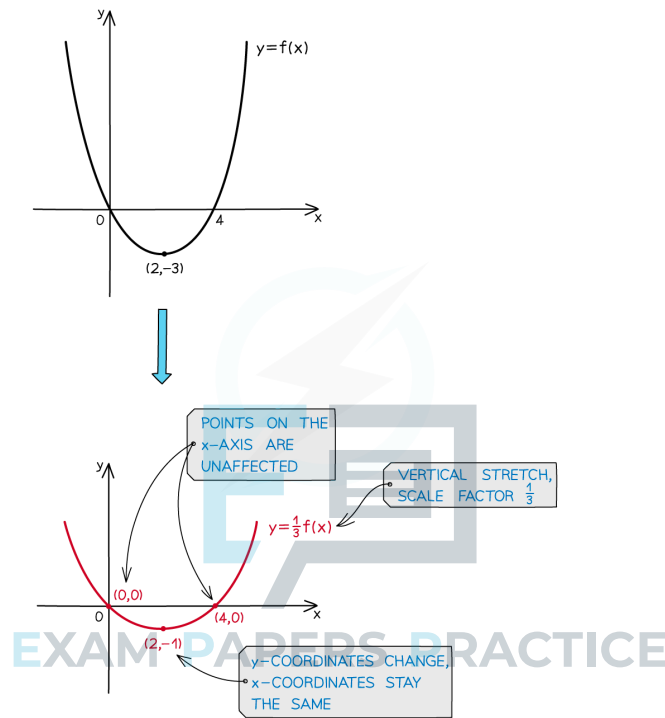 y
y=f(x)
0
4
x
(2,-3)
POINTS ON THE
x-AXIS ARE
UNAFFECTED
VERTICAL STRETCH,
SCALE FACTOR 1/3
y
y=1/3f(x)
(0,0)
0
(4,0)
x
(2,-1)
EXAM PAPERS PRACTICE
y-COORDINATES CHANGE,
x-COORDINATES STAY
THE SAME